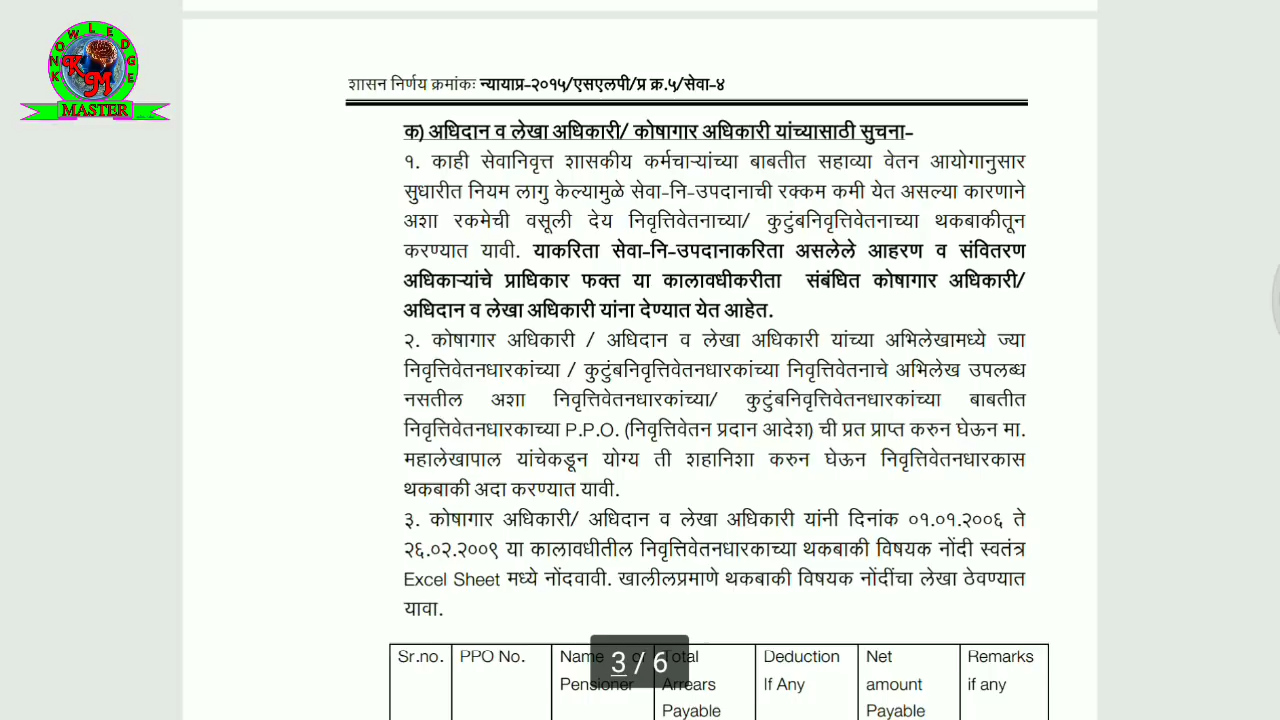 KNOWLEDGE
KM
MASTER
शासन निर्णय क्रमांकः न्यायाप्र-२०१५/एसएलपी/प्र क्र.५/सेवा-४
क) अधिदान व लेखा अधिकारी/ कोषागार अधिकारी यांच्यासाठी सुचना-
१. काही सेवानिवृत्त शासकीय कर्मचाऱ्यांच्या बाबतीत सहाव्या वेतन आयोगानुसार
सुधारीत नियम लागु केल्यामुळे सेवा-नि-उपदानाची रक्कम कमी येत असल्या कारणाने
अशा रकमेची वसूली देय निवृत्तिवेतनाच्या/ कुटुंबनिवृत्तिवेतनाच्या थकबाकीतून
करण्यात यावी. याकरिता सेवा-नि-उपदानाकरिता असलेले आहरण व संवितरण
अधिकाऱ्यांचे प्राधिकार फक्त या कालावधीकरीता संबंधित कोषागार अधिकारी/
अधिदान व लेखा अधिकारी यांना देण्यात येत आहेत.
२. कोषागार अधिकारी / अधिदान व लेखा अधिकारी यांच्या अभिलेखामध्ये ज्या
निवृत्तिवेतनधारकांच्या / कुटुंबनिवृत्तिवेतनधारकांच्या निवृत्तिवेतनाचे अभिलेख उपलब्ध
नसतील अशा निवृत्तिवेतनधारकांच्या/ कुटुंबनिवृत्तिवेतनधारकांच्या बाबतीत
निवृत्तिवेतनधारकाच्या P.P.O. (निवृत्तिवेतन प्रदान आदेश) ची प्रत प्राप्त करुन घेऊन मा.
महालेखापाल यांचेकडून योग्य ती शहानिशा करुन घेऊन निवृत्तिवेतनधारकास
थकबाकी अदा करण्यात यावी.
३. कोषागार अधिकारी/ अधिदान व लेखा अधिकारी यांनी दिनांक ०१.०१.२००६ ते
२६.०२.२००९ या कालावधीतील निवृत्तिवेतनधारकाच्या थकबाकी विषयक नोंदी स्वतंत्र
Excel Sheet मध्ये नोंदवावी. खालीलप्रमाणे थकबाकी विषयक नोंदींचा लेखा ठेवण्यात
यावा.
Sr.no. PPO No. Name of Total Deduction Net Remarks
Pensioner Arrears If Any amount if any
Payable Payable
3 / 6